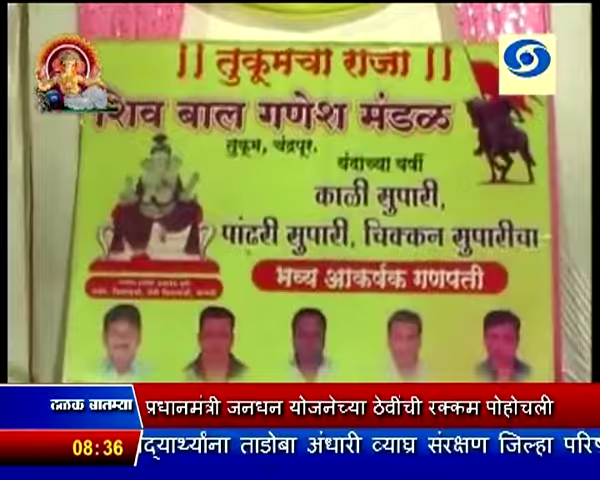 || तुकूमचा राजा ||
शिव बाल गणेश मंडळ
तुकूम, चंद्रपूर.
यंदाच्या वर्षी
काळी सुपारी,
पांढरी सुपारी, चिक्कन सुपारीचा
भव्य आकर्षक गणपती
ठळक बातम्या
प्रधानमंत्री जनधन योजनेच्या ठेवींची रक्कम पोहोचली
08:36
द्यार्थ्यांना ताडोबा अंधारी व्याघ्र संरक्षण जिल्हा परिष